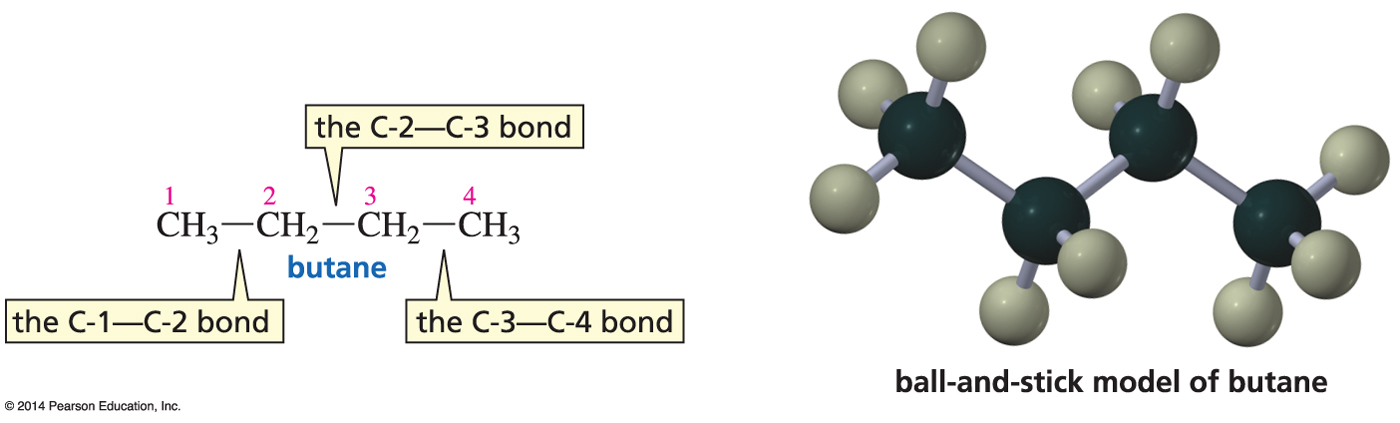 the C-2—C-3 bond
1 2 3 4
CH₃—CH₂—CH₂—CH₃
butane
the C-1—C-2 bond
the C-3—C-4 bond
ball-and-stick model of butane
© 2014 Pearson Education, Inc.